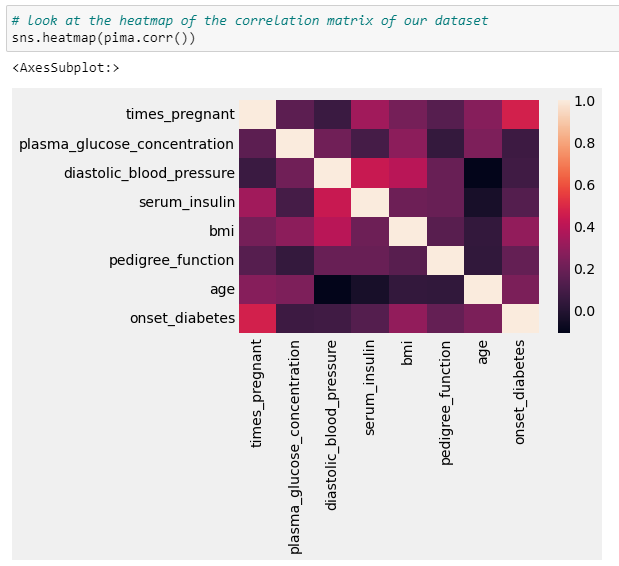 # look at the heatmap of the correlation matrix of our dataset
sns.heatmap(pima.corr())
<AxesSubplot:>
times_pregnant
plasma_glucose_concentration
diastolic_blood_pressure
serum_insulin
bmi
pedigree_function
age
onset_diabetes
1.0
0.8
0.6
0.4
0.2
0.0
times_pregnant
plasma_glucose_concentration
diastolic_blood_pressure
serum_insulin
bmi
pedigree_function
age
onset_diabetes